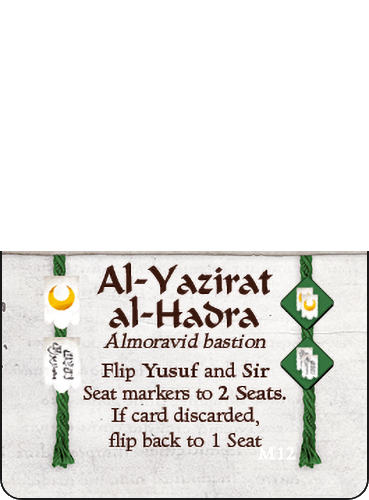 Al-Yazirat
al-Hadra
Almoravid bastion
Flip Yusuf and Sir
Seat markers to 2 Seats.
If card discarded,
flip back to 1 Seat
M12